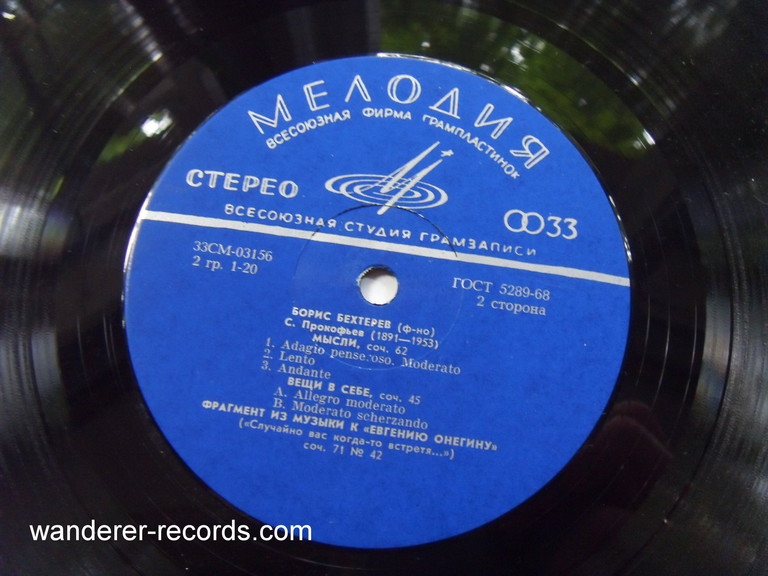 МЕЛОДИЯ
ВСЕСОЮЗНАЯ ФИРМА ГРАМПЛАСТИНОК
СТЕРЕО
33
ВСЕСОЮЗНАЯ СТУДИЯ ГРАМЗАПИСИ
33СМ-03156
2 гр. 1-20
ГОСТ 5289-68
2 сторона
БОРИС БЕХТЕРЕВ (ф-но)
С. Прокофьев (1891—1953)
МЫСЛИ, соч. 62
1. Adagio penseroso. Moderato
2. Lento
3. Andante
ВЕЩИ В СЕБЕ, соч. 45
A. Allegro moderato
B. Moderato scherzando
ФРАГМЕНТ ИЗ МУЗЫКИ К «ЕВГЕНИЮ ОНЕГИНУ»
(«Случайно вас когда-то встретя...»)
соч. 71 № 42
wanderer-records.com